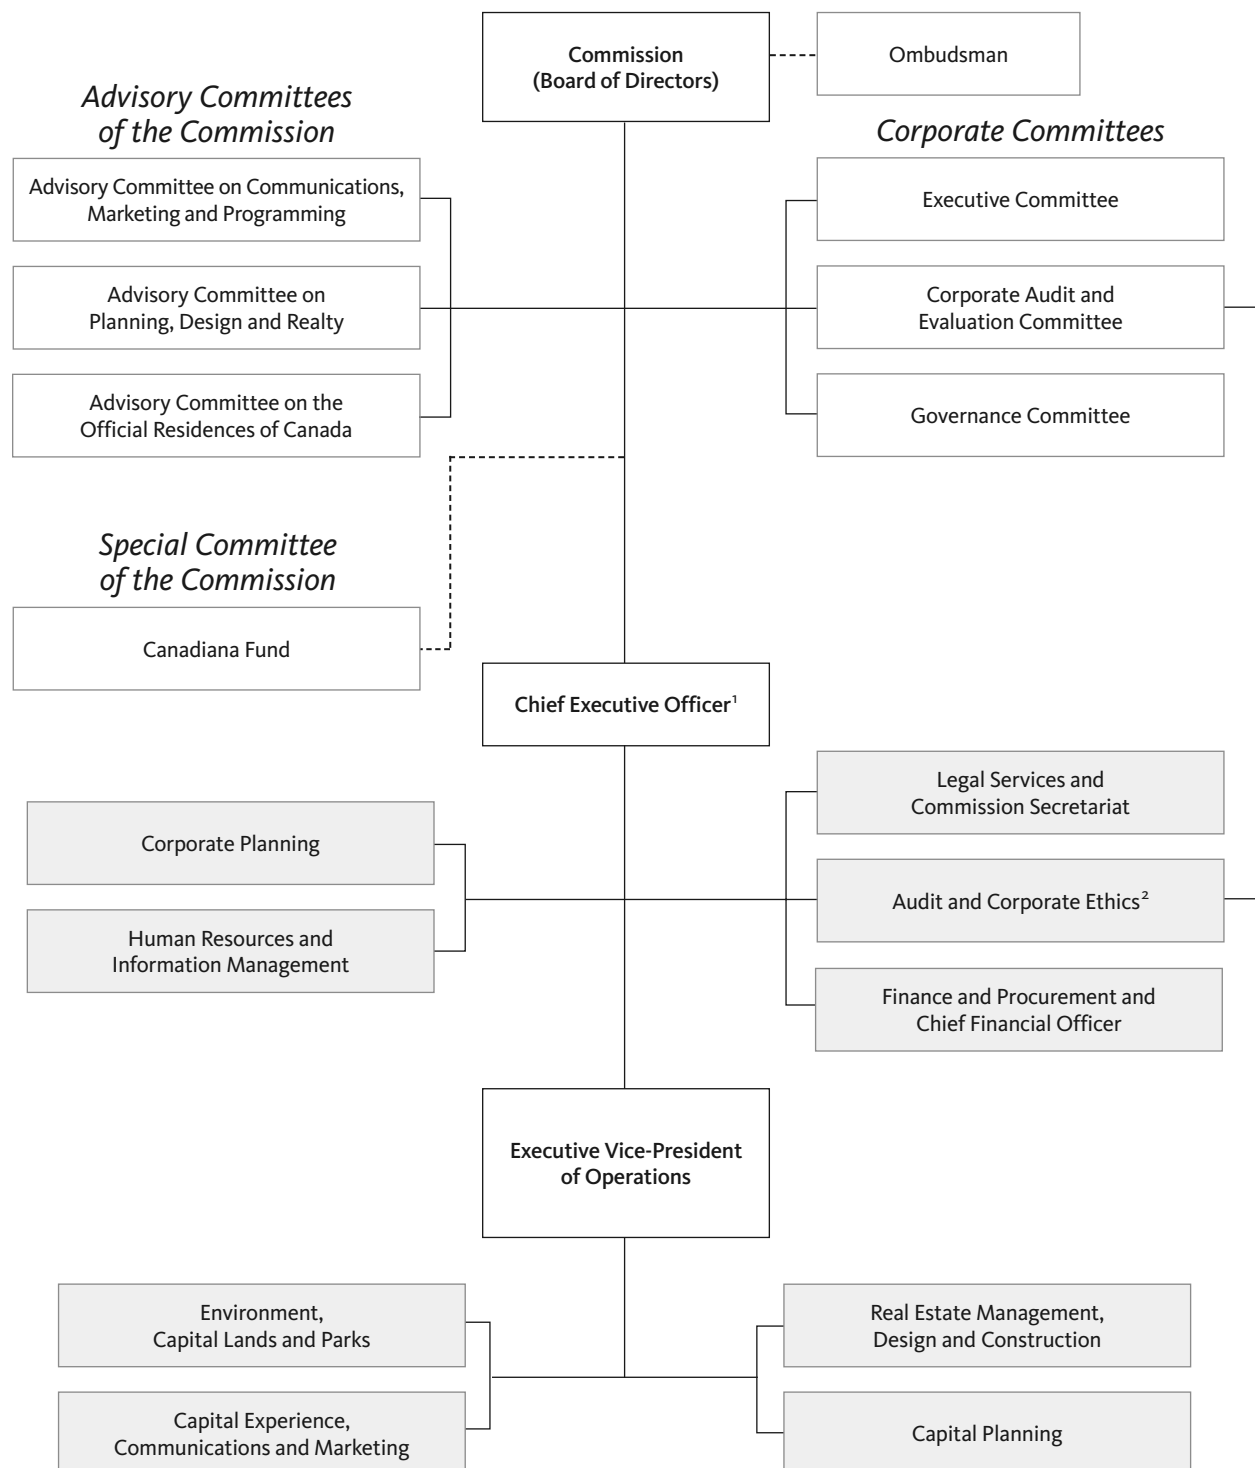 Commission
(Board of Directors)
Ombudsman
Advisory Committees
of the Commission
Advisory Committee on Communications,
Marketing and Programming
Advisory Committee on
Planning, Design and Realty
Advisory Committee on the
Official Residences of Canada
Corporate Committees
Executive Committee
Corporate Audit and
Evaluation Committee
Governance Committee
Special Committee
of the Commission
Canadiana Fund
Chief Executive Officer¹
Corporate Planning
Human Resources and
Information Management
Legal Services and
Commission Secretariat
Audit and Corporate Ethics²
Finance and Procurement and
Chief Financial Officer
Executive Vice-President
of Operations
Environment,
Capital Lands and Parks
Capital Experience,
Communications and Marketing
Real Estate Management,
Design and Construction
Capital Planning